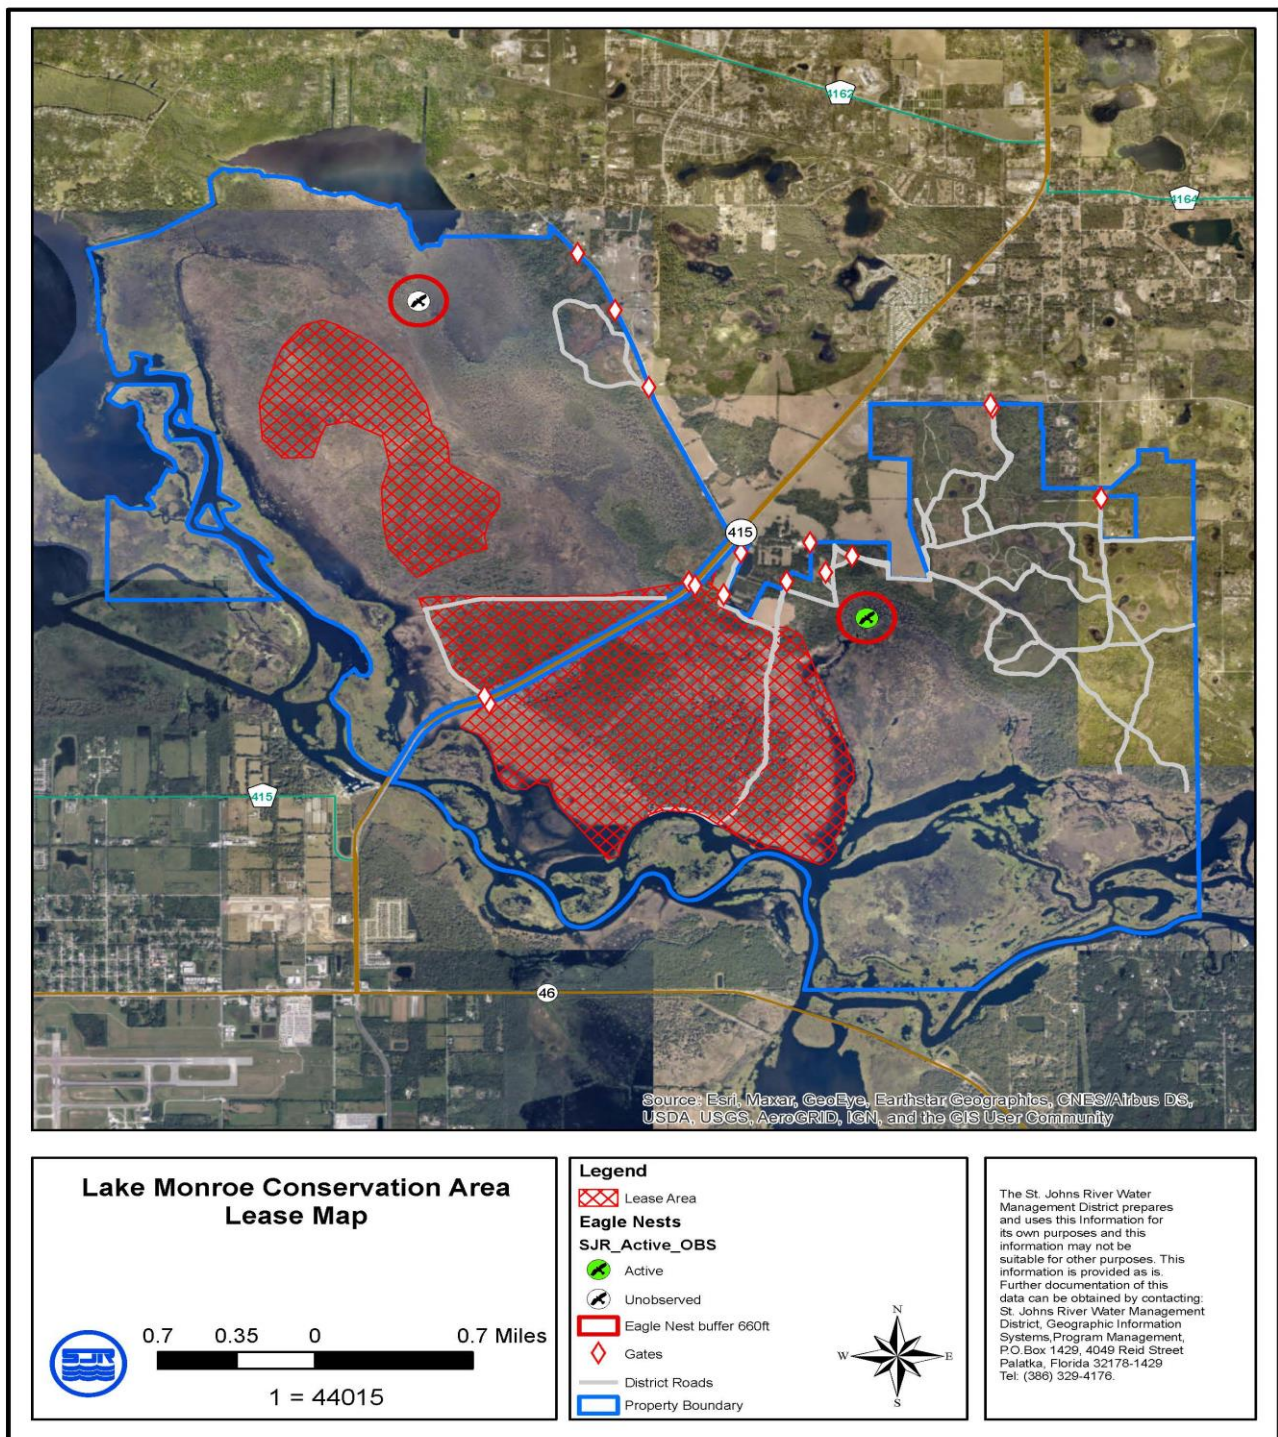 4162
4164
415
415
46
Source: Esri, Maxar, GeoEye, Earthstar Geographics, CNES/Airbus DS,
USDA, USGS, AeroGRID, IGN, and the GIS User Community
Lake Monroe Conservation Area
Lease Map
0.7 0.35 0 0.7 Miles
SJR
1 = 44015
Legend
Lease Area
Eagle Nests
SJR_Active_OBS
Active
Unobserved
Eagle Nest buffer 660ft
Gates
District Roads
Property Boundary
N
W E
S
The St. Johns River Water
Management District prepares
and uses this Information for
its own purposes and this
information may not be
suitable for other purposes. This
information is provided as is.
Further documentation of this
data can be obtained by contacting:
St. Johns River Water Management
District, Geographic Information
Systems,Program Management,
P.O.Box 1429, 4049 Reid Street
Palatka, Florida 32178-1429
Tel: (386) 329-4176.